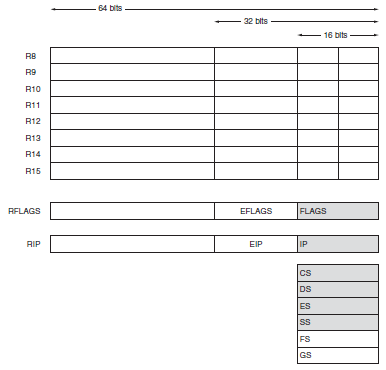 64 bits
32 bits
16 bits
R8
R9
R10
R11
R12
R13
R14
R15
RFLAGS EFLAGS FLAGS
RIP EIP IP
CS
DS
ES
SS
FS
GS